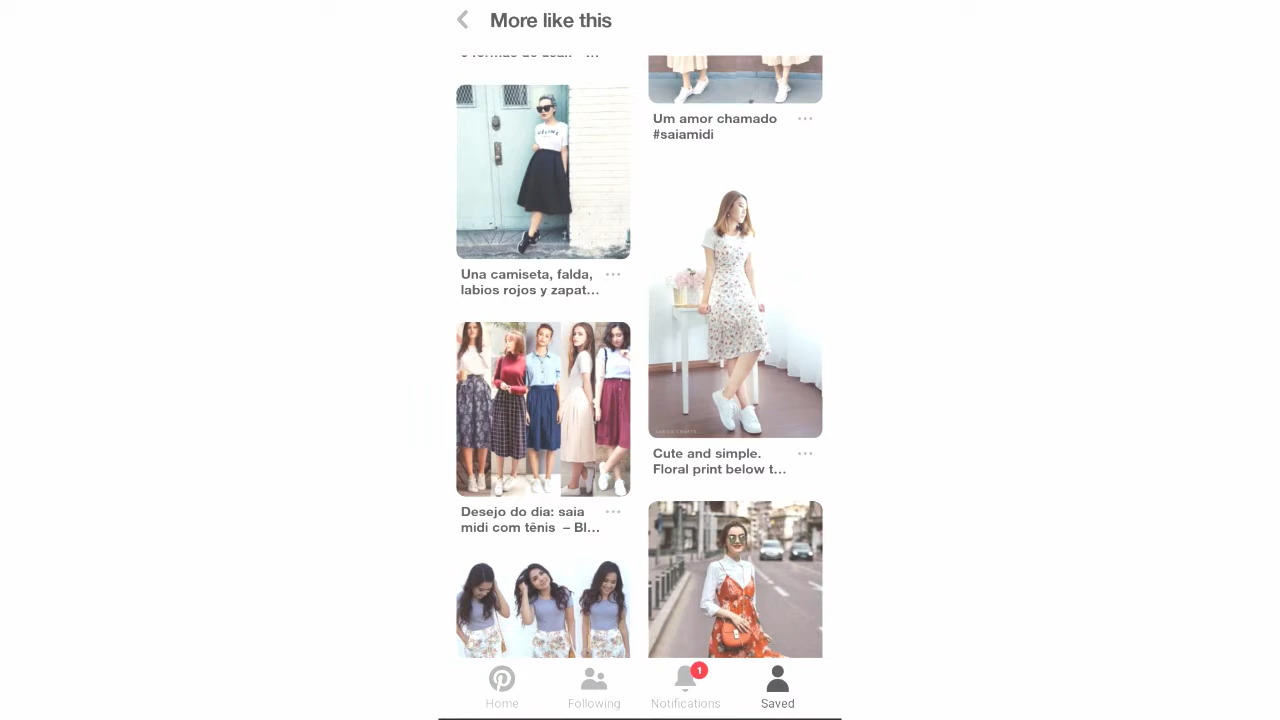 More like this
Um amor chamado
#saiamidi
Una camiseta, falda,
labios rojos y zapat...
Cute and simple.
Floral print below t...
Desejo do dia: saia
midi com tênis – Bl...
1
Home
Following
Notifications
Saved